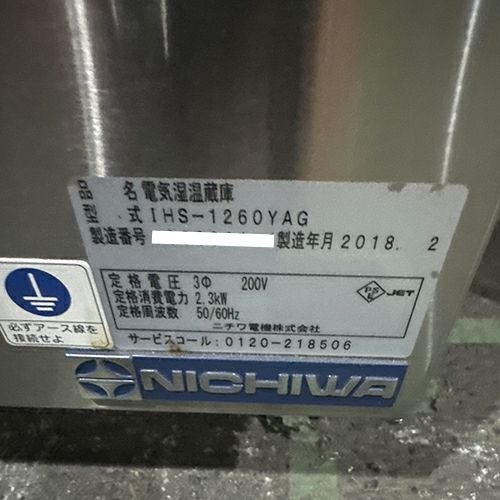 品 名 電気湿温蔵庫
型 式 IHS-1260YAG
製造番号 製造年月 2018. 2
定格電圧 3Φ 200V
定格消費電力 2.3kW
定格周波数 50/60Hz
PS E JET
ニチワ電機株式会社
サービスコール:0120-218506
必ずアース線を
接続せよ
NICHIWA